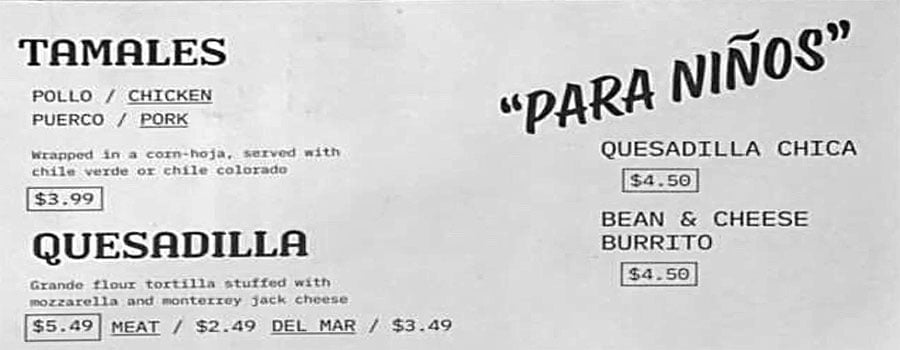 TAMALES
POLLO / CHICKEN
PUERCO / PORK
Wrapped in a corn-hoja, served with
chile verde or chile colorado
$3.99
QUESADILLA
Grande flour tortilla stuffed with
mozzarella and monterrey jack cheese
$5.49 MEAT / $2.49 DEL MAR / $3.49
“PARA NIÑOS”
QUESADILLA CHICA
$4.50
BEAN & CHEESE
BURRITO
$4.50